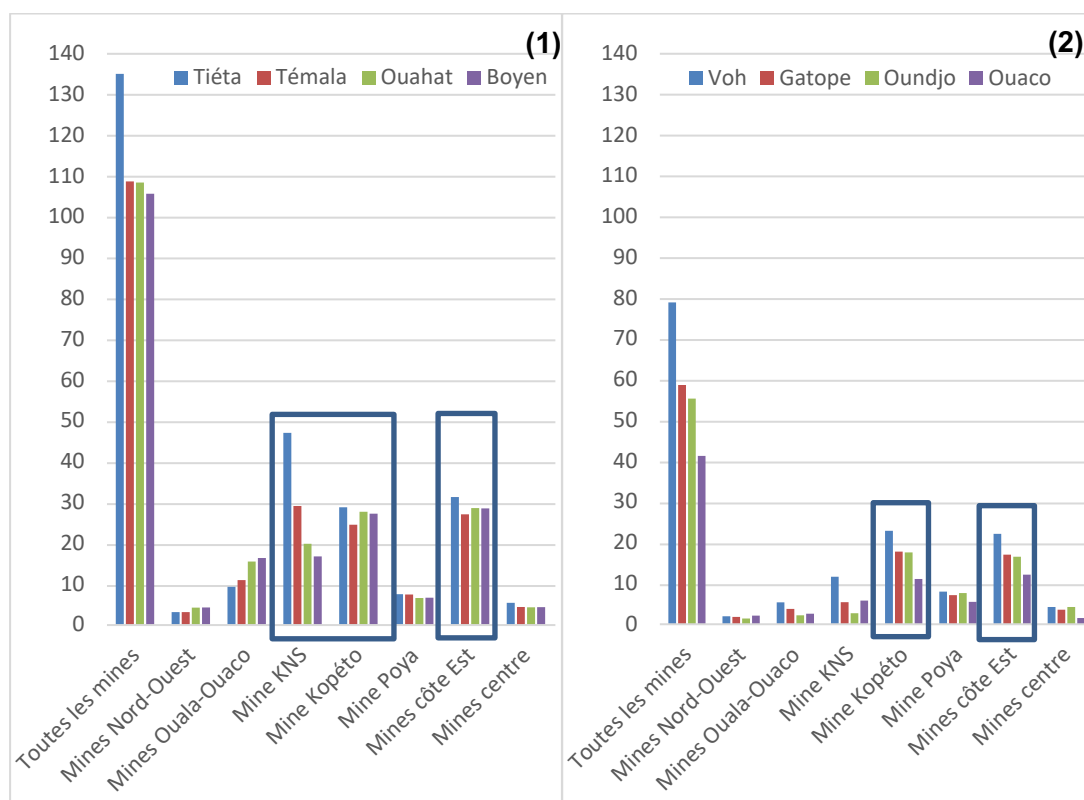 (1)
140
Tiéta Témala Ouahat Boyen
130
120
110
100
90
80
70
60
50
40
30
20
10
0
Toutes les mines
Mines Nord-Ouest
Mines Ouala-Ouaco
Mine KNS
Mine Kopéto
Mine Poya
Mines côte Est
Mines centre
(2)
140
Voh Gatope Oundjo Ouaco
130
120
110
100
90
80
70
60
50
40
30
20
10
0
Toutes les mines
Mines Nord-Ouest
Mines Ouala-Ouaco
Mine KNS
Mine Kopéto
Mine Poya
Mines côte Est
Mines centre